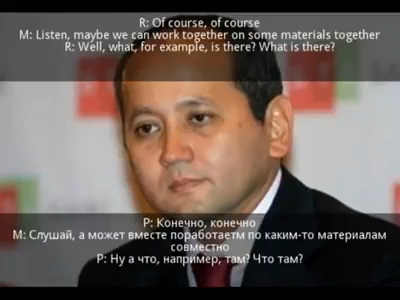 R: Of course, of course
M: Listen, maybe we can work together on some materials together
R: Well, what, for example, is there? What is there?
Р: Конечно, конечно
М: Слушай, а может вместе поработаетм по каким-то материалам
совместно
Р: Ну а что, например, там? Что там?